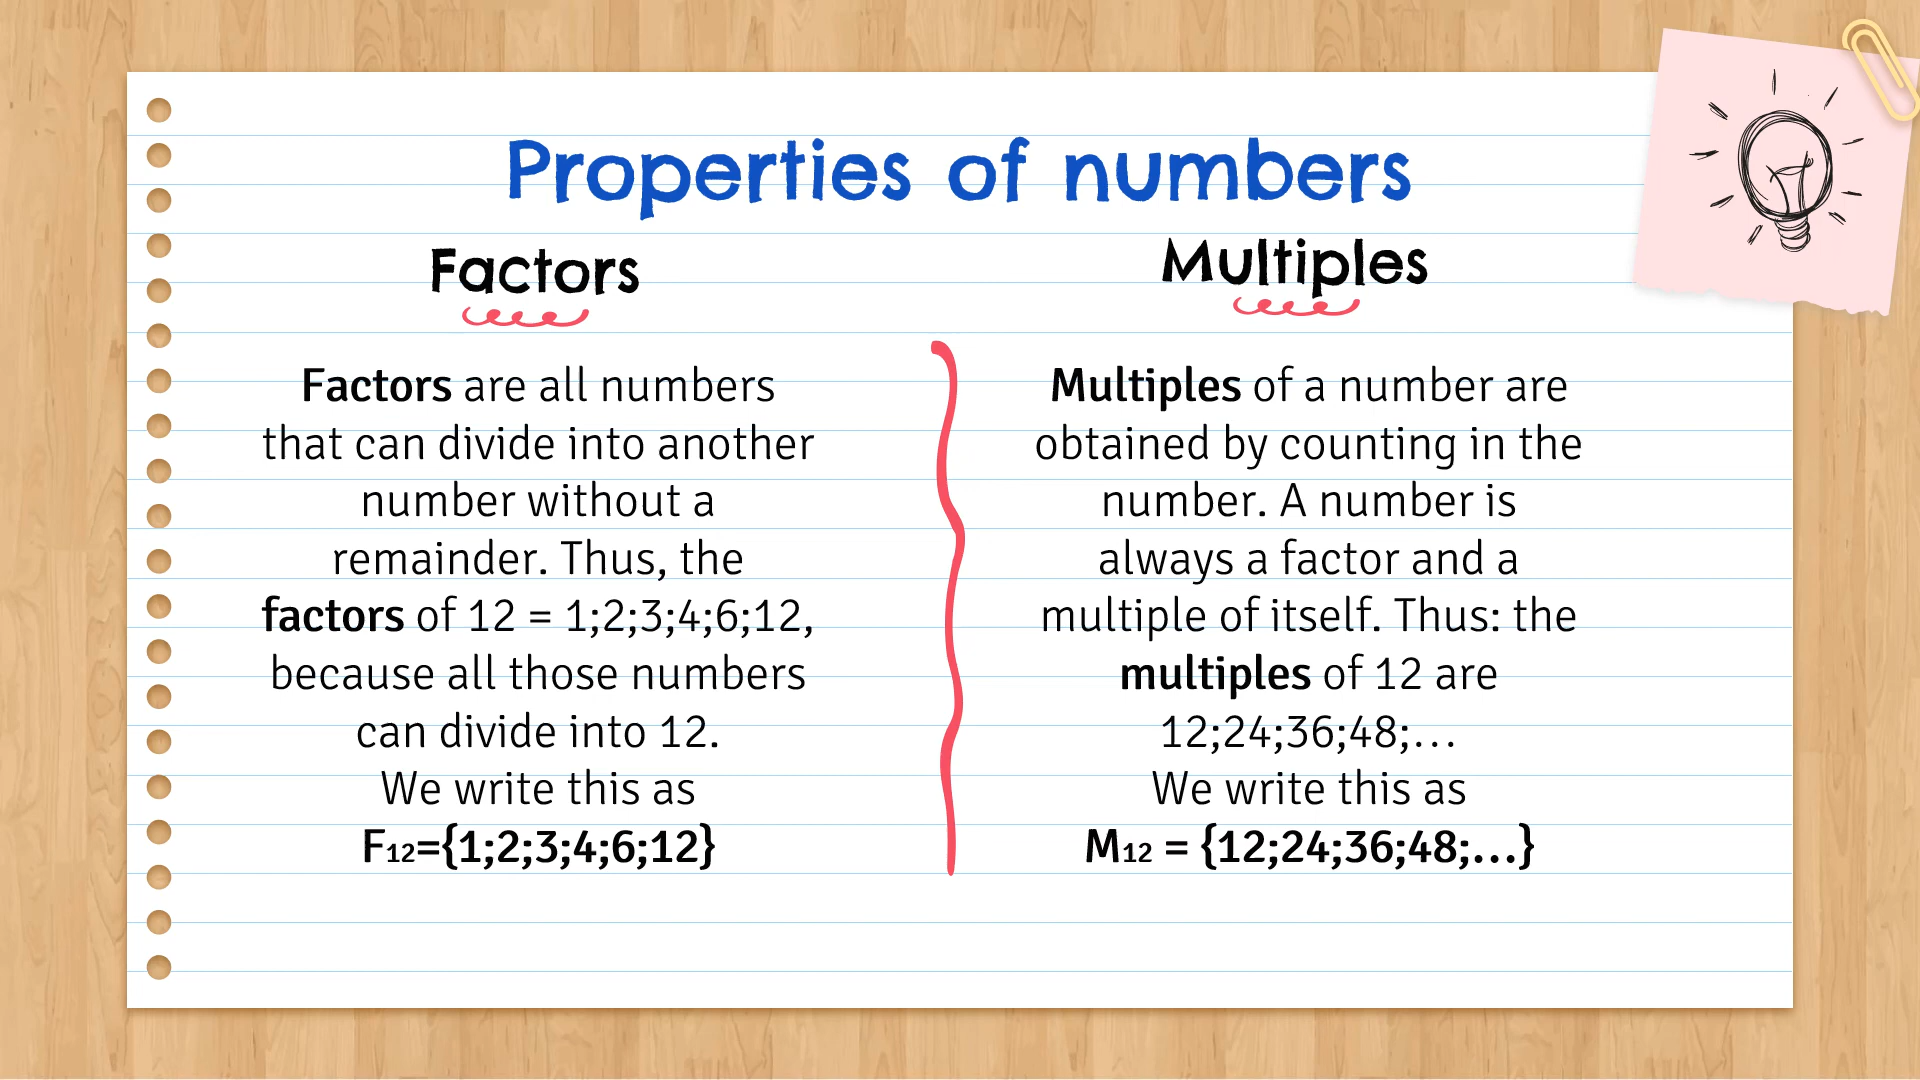 Properties of numbers
Factors
Factors are all numbers
that can divide into another
number without a
remainder. Thus, the
factors of 12 = 1;2;3;4;6;12,
because all those numbers
can divide into 12.
We write this as
F₁₂={1;2;3;4;6;12}
Multiples
Multiples of a number are
obtained by counting in the
number. A number is
always a factor and a
multiple of itself. Thus: the
multiples of 12 are
12;24;36;48;...
We write this as
M₁₂ = {12;24;36;48;...}